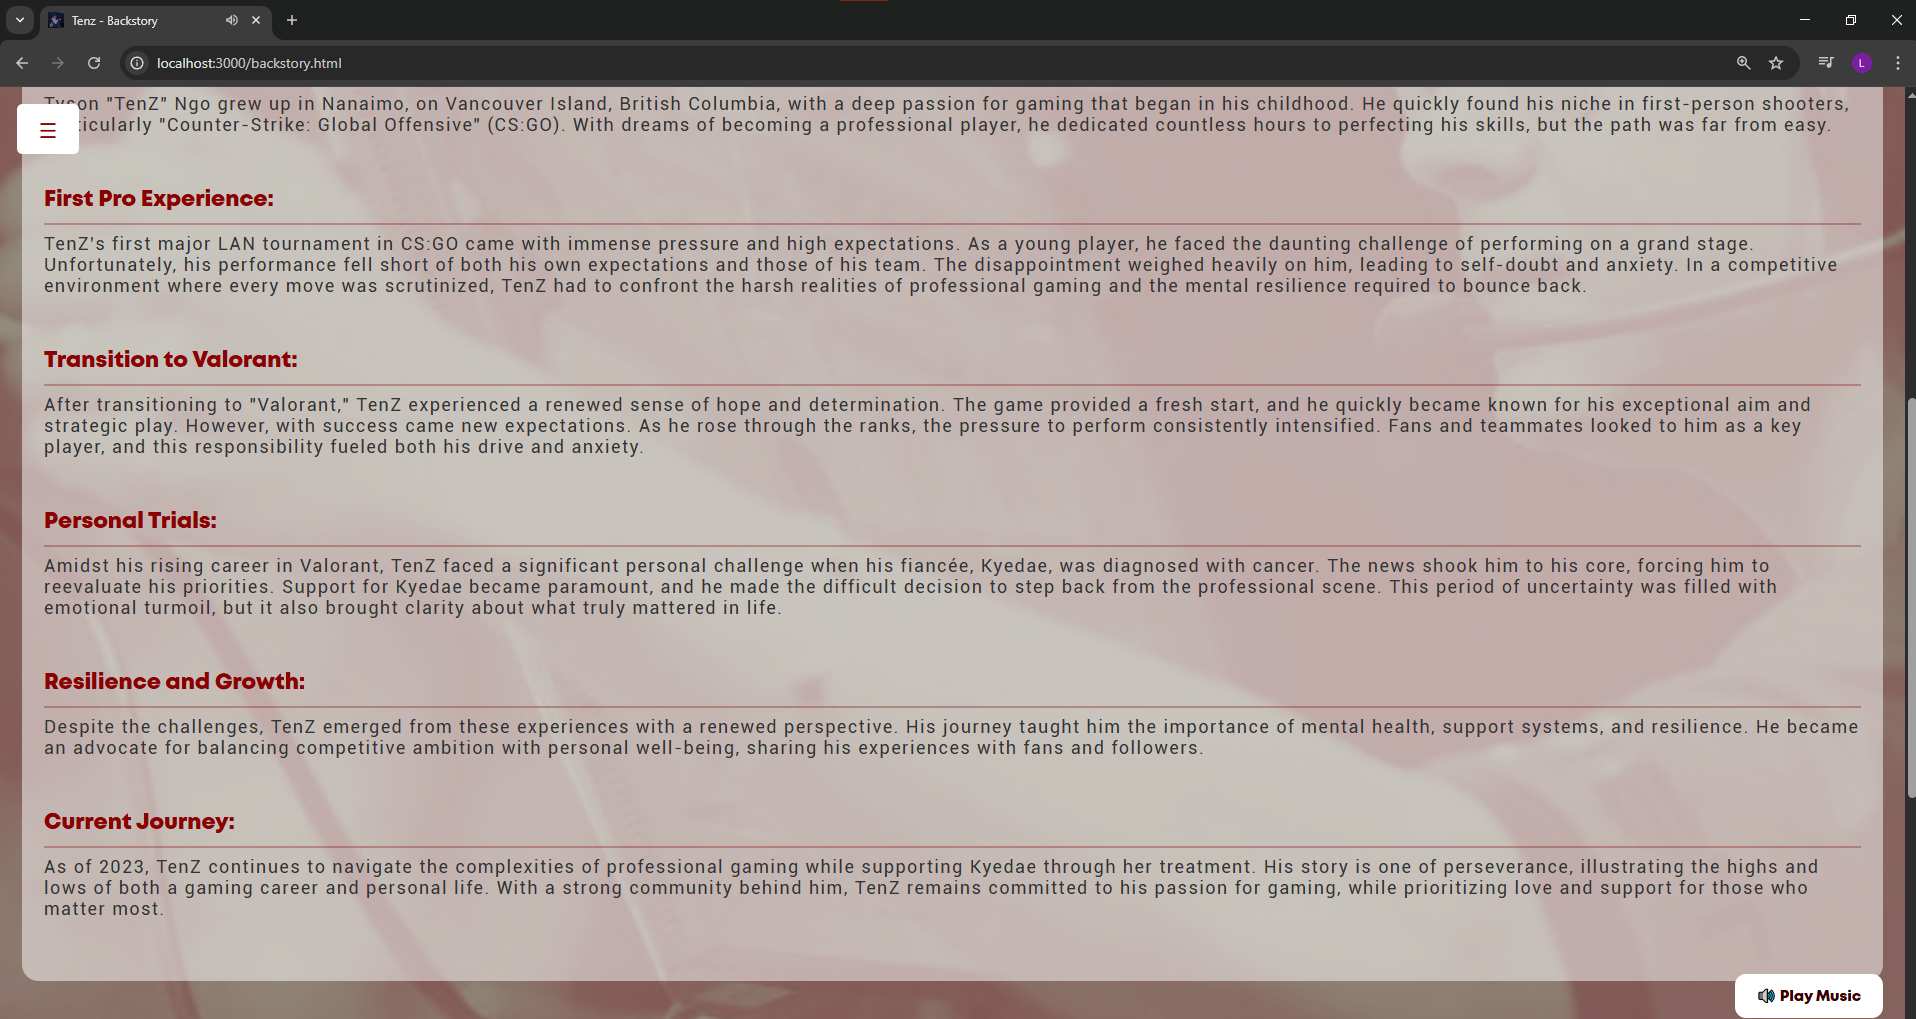 Tenz - Backstory
localhost:3000/backstory.html
L
Tyson "TenZ" Ngo grew up in Nanaimo, on Vancouver Island, British Columbia, with a deep passion for gaming that began in his childhood. He quickly found his niche in first-person shooters,
"Counter-Strike: Global Offensive" (CS:GO). With dreams of becoming a professional player, he dedicated countless hours to perfecting his skills, but the path was far from easy.
First Pro Experience:
TenZ's first major LAN tournament in CS:GO came with immense pressure and high expectations. As a young player, he faced the daunting challenge of performing on a grand stage.
Unfortunately, his performance fell short of both his own expectations and those of his team. The disappointment weighed heavily on him, leading to self-doubt and anxiety. In a competitive
environment where every move was scrutinized, TenZ had to confront the harsh realities of professional gaming and the mental resilience required to bounce back.
Transition to Valorant:
After transitioning to "Valorant," TenZ experienced a renewed sense of hope and determination. The game provided a fresh start, and he quickly became known for his exceptional aim and
strategic play. However, with success came new expectations. As he rose through the ranks, the pressure to perform consistently intensified. Fans and teammates looked to him as a key
player, and this responsibility fueled both his drive and anxiety.
Personal Trials:
Amidst his rising career in Valorant, TenZ faced a significant personal challenge when his fiancée, Kyedae, was diagnosed with cancer. The news shook him to his core, forcing him to
reevaluate his priorities. Support for Kyedae became paramount, and he made the difficult decision to step back from the professional scene. This period of uncertainty was filled with
emotional turmoil, but it also brought clarity about what truly mattered in life.
Resilience and Growth:
Despite the challenges, TenZ emerged from these experiences with a renewed perspective. His journey taught him the importance of mental health, support systems, and resilience. He became
an advocate for balancing competitive ambition with personal well-being, sharing his experiences with fans and followers.
Current Journey:
As of 2023, TenZ continues to navigate the complexities of professional gaming while supporting Kyedae through her treatment. His story is one of perseverance, illustrating the highs and
lows of both a gaming career and personal life. With a strong community behind him, TenZ remains committed to his passion for gaming, while prioritizing love and support for those who
matter most.
Play Music